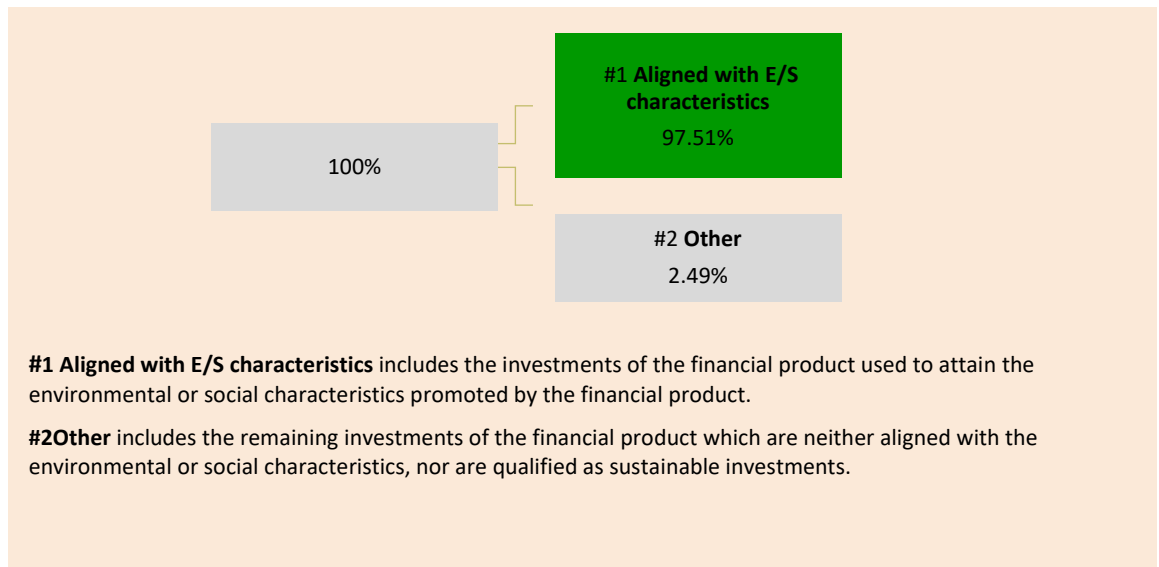 #1 Aligned with E/S
characteristics
97.51%
100%
#2 Other
2.49%
#1 Aligned with E/S characteristics includes the investments of the financial product used to attain the
environmental or social characteristics promoted by the financial product.
#2Other includes the remaining investments of the financial product which are neither aligned with the
environmental or social characteristics, nor are qualified as sustainable investments.